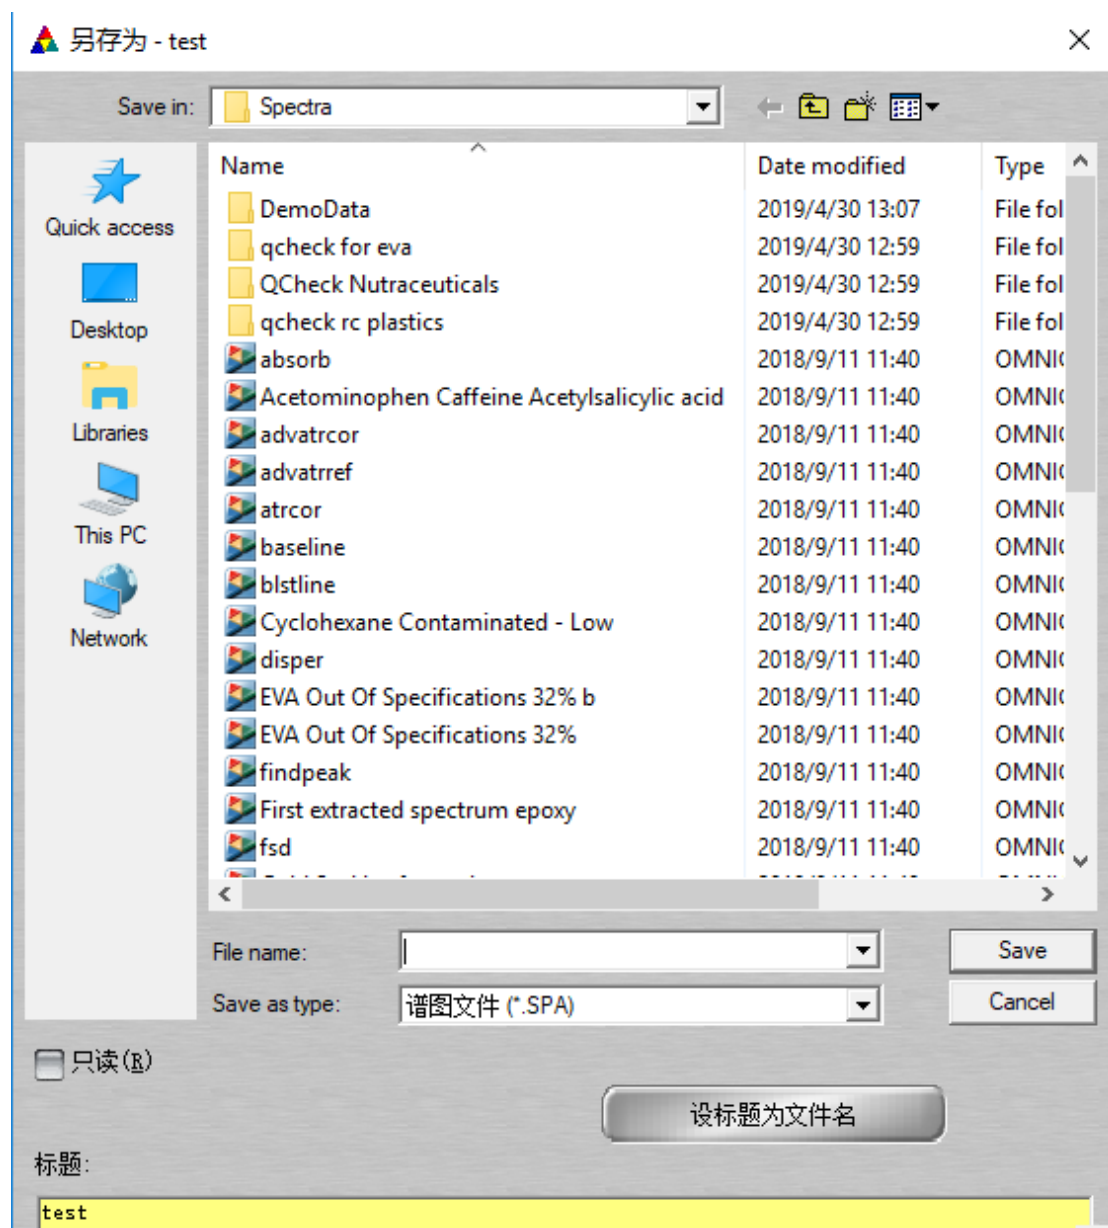 另存为 - test
Save in: Spectra
Name Date modified Type
DemoData 2019/4/30 13:07 File fol
qcheck for eva 2019/4/30 12:59 File fol
QCheck Nutraceuticals 2019/4/30 12:59 File fol
qcheck rc plastics 2019/4/30 12:59 File fol
absorb 2018/9/11 11:40 OMNI
Acetominophen Caffeine Acetylsalicylic acid 2018/9/11 11:40 OMNI
advatrcor 2018/9/11 11:40 OMNI
advatrref 2018/9/11 11:40 OMNI
atrcor 2018/9/11 11:40 OMNI
baseline 2018/9/11 11:40 OMNI
blstline 2018/9/11 11:40 OMNI
Cyclohexane Contaminated - Low 2018/9/11 11:40 OMNI
disper 2018/9/11 11:40 OMNI
EVA Out Of Specifications 32% b 2018/9/11 11:40 OMNI
EVA Out Of Specifications 32% 2018/9/11 11:40 OMNI
findpeak 2018/9/11 11:40 OMNI
First extracted spectrum epoxy 2018/9/11 11:40 OMNI
fsd 2018/9/11 11:40 OMNI
Quick access
Desktop
Libraries
This PC
Network
File name: Save
Save as type: 谱图文件 (*.SPA) Cancel
只读(R)
设标题为文件名
标题:
test